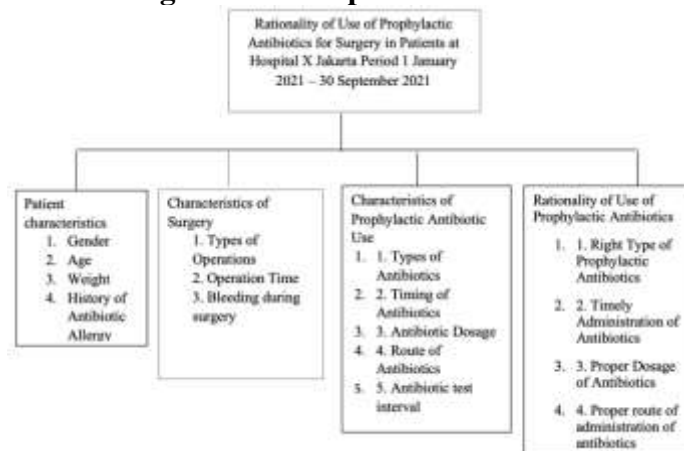 Rationality of Use of Prophylactic
Antibiotics for Surgery in Patients at
Hospital X Jakarta Period 1 January
2021 – 30 September 2021
Patient
characteristics
1. Gender
2. Age
3. Weight
4. History of
Antibiotic
Allergy
Characteristics of
Surgery
1. Types of
Operations
2. Operation Time
3. Bleeding during
surgery
Characteristics of
Prophylactic Antibiotic
Use
1. 1. Types of
Antibiotics
2. 2. Timing of
Antibiotics
3. 3. Antibiotic Dosage
4. 4. Route of
Antibiotics
5. 5. Antibiotic test
interval
Rationality of Use of
Prophylactic Antibiotics
1. 1. Right Type of
Prophylactic
Antibiotics
2. 2. Timely
Administration of
Antibiotics
3. 3. Proper Dosage
of Antibiotics
4. 4. Proper route of
administration of
antibiotics